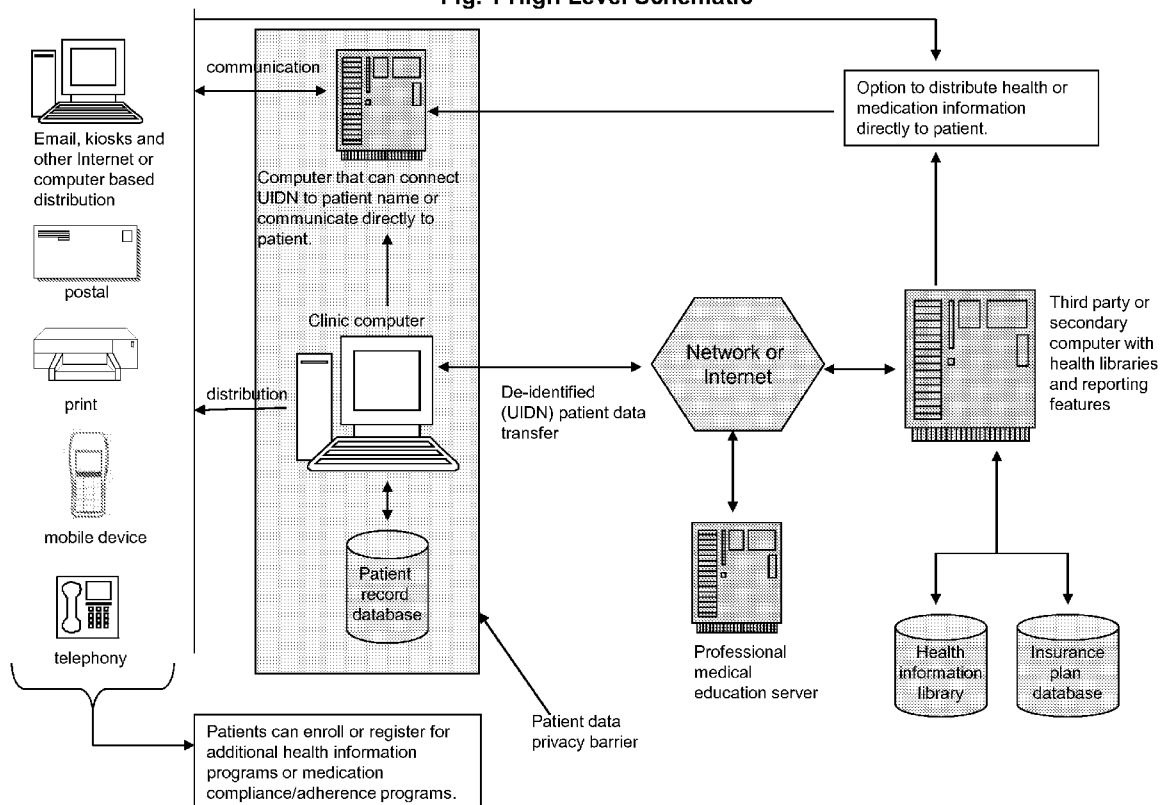 Fig. 1 High Level Schematic
communication
Option to distribute health or
medication information
directly to patient.
Email, kiosks and
other Internet or
computer based
distribution
Computer that can connect
UIDN to patient name or
communicate directly to
patient.
postal
Clinic computer
Network or
Internet
Third party or
secondary
computer with
health libraries
and reporting
features
print
distribution
De-identified
(UIDN) patient data
transfer
mobile device
Patient
record
database
telephony
Professional
medical
education server
Health
information
library
Insurance
plan
database
Patient data
privacy barrier
Patients can enroll or register for
additional health information
programs or medication
compliance/adherence programs.